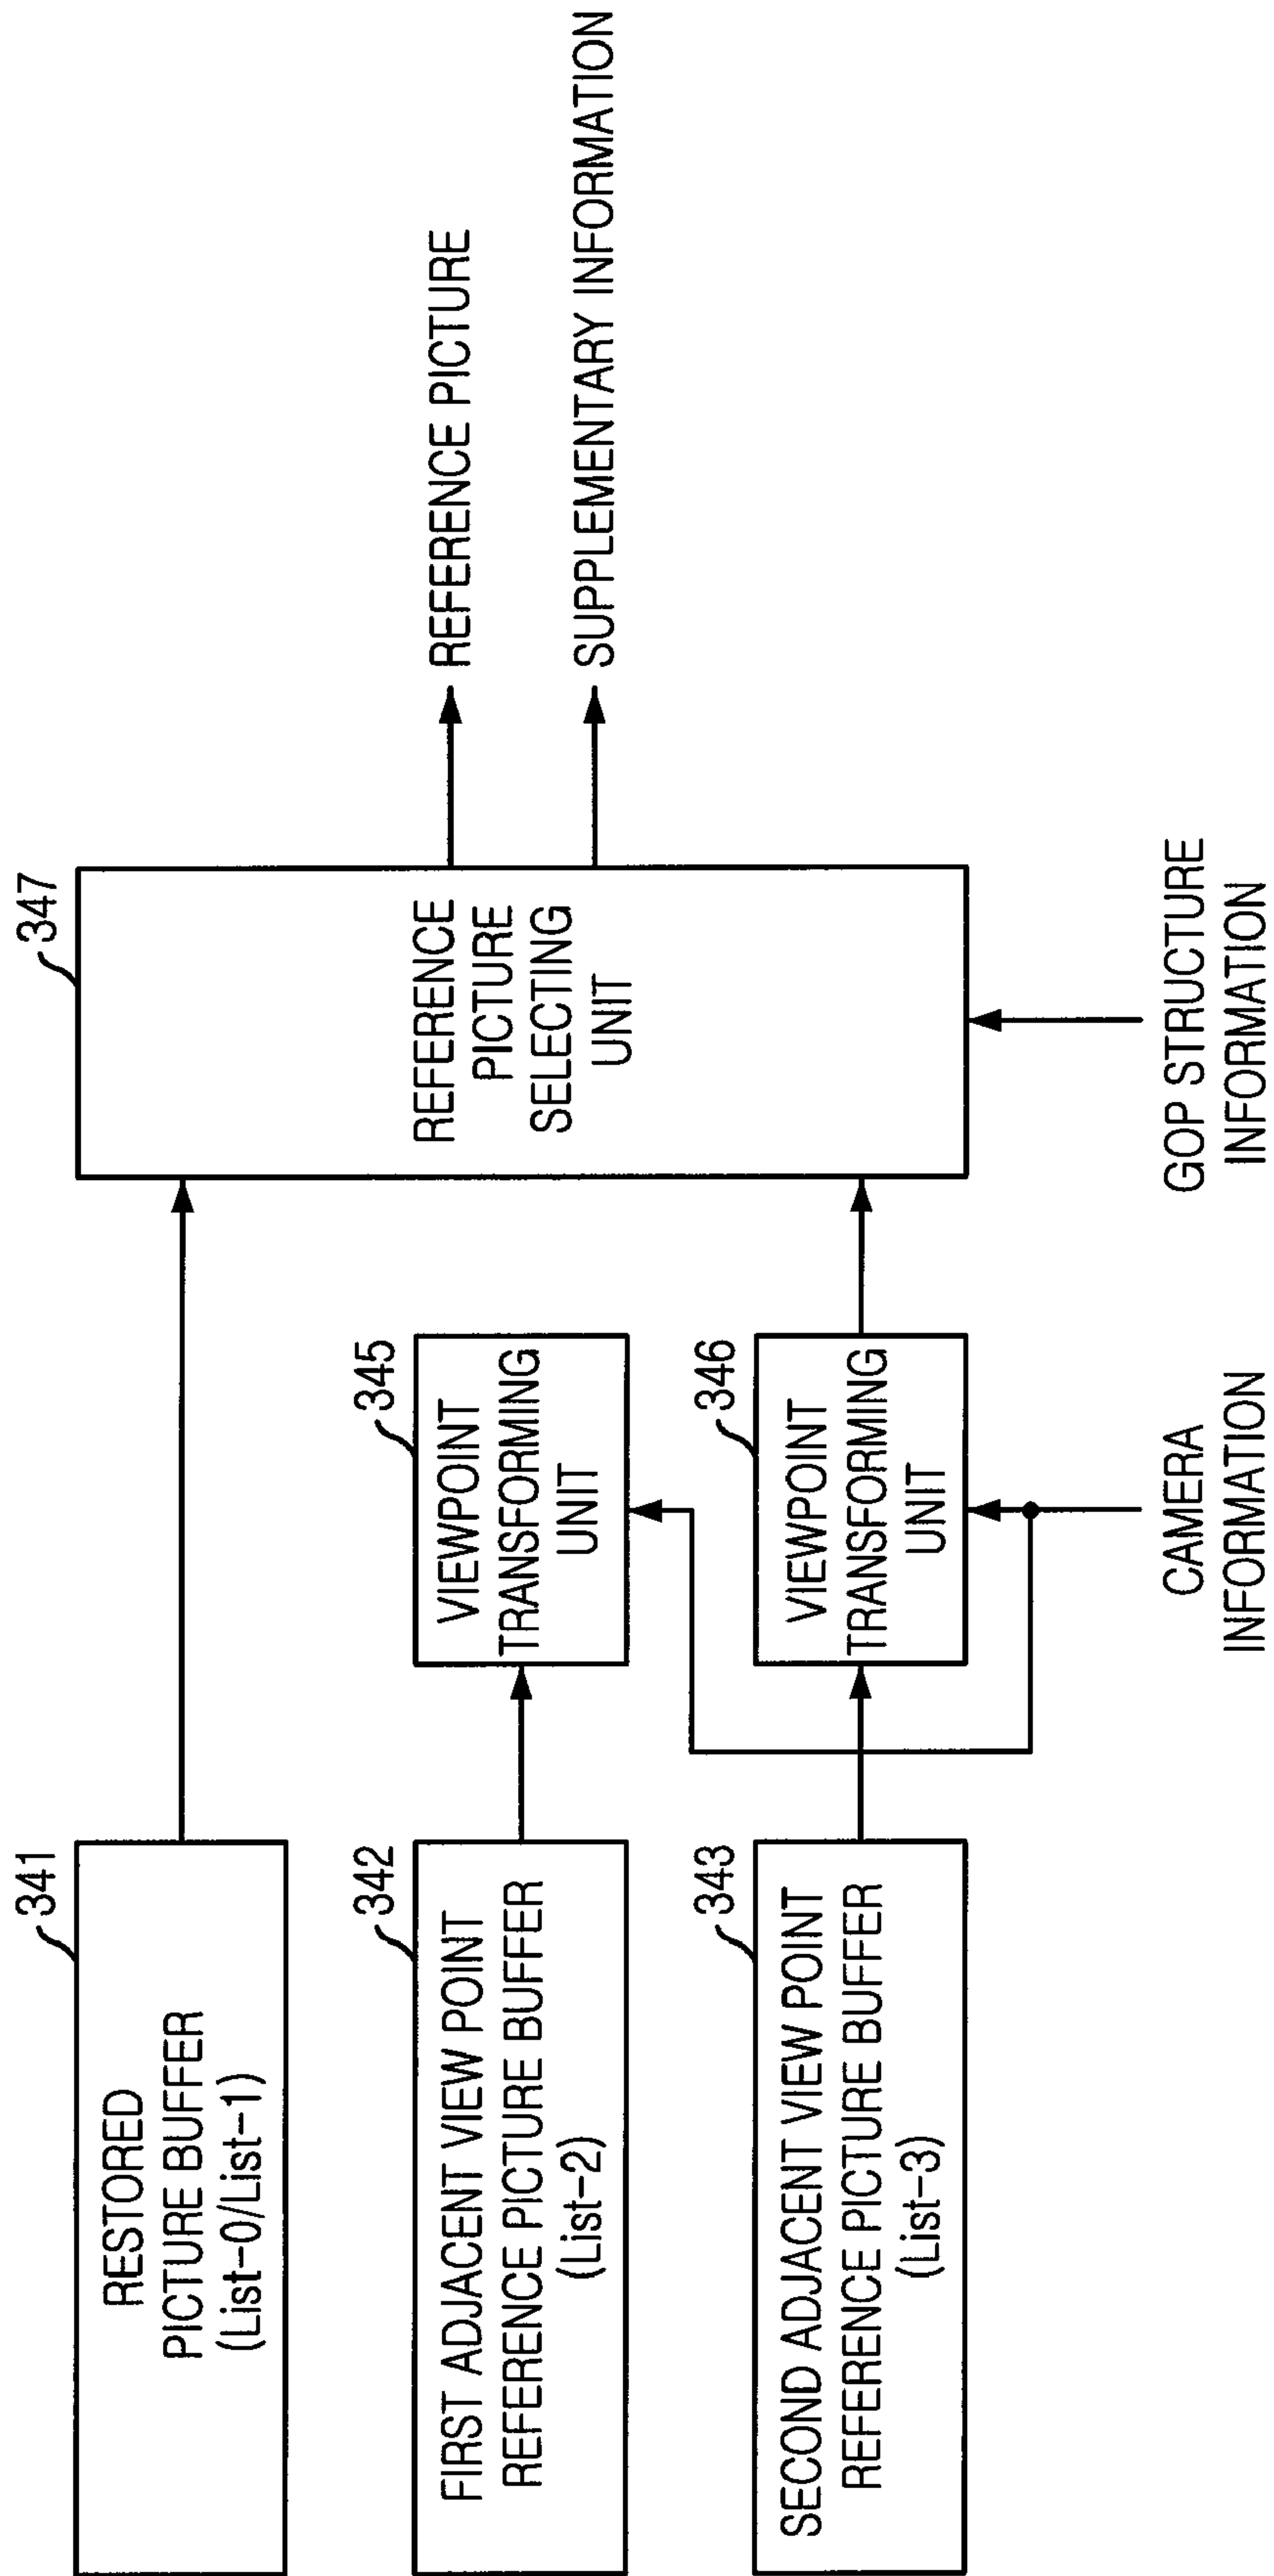 341
RESTORED
PICTURE BUFFER
(List-0/List-1)
342
FIRST ADJACENT VIEW POINT
REFERENCE PICTURE BUFFER
(List-2)
343
SECOND ADJACENT VIEW POINT
REFERENCE PICTURE BUFFER
(List-3)
345
VIEWPOINT
TRANSFORMING
UNIT
346
VIEWPOINT
TRANSFORMING
UNIT
CAMERA
INFORMATION
347
REFERENCE
PICTURE
SELECTING
UNIT
GOP STRUCTURE
INFORMATION
REFERENCE PICTURE
SUPPLEMENTARY INFORMATION